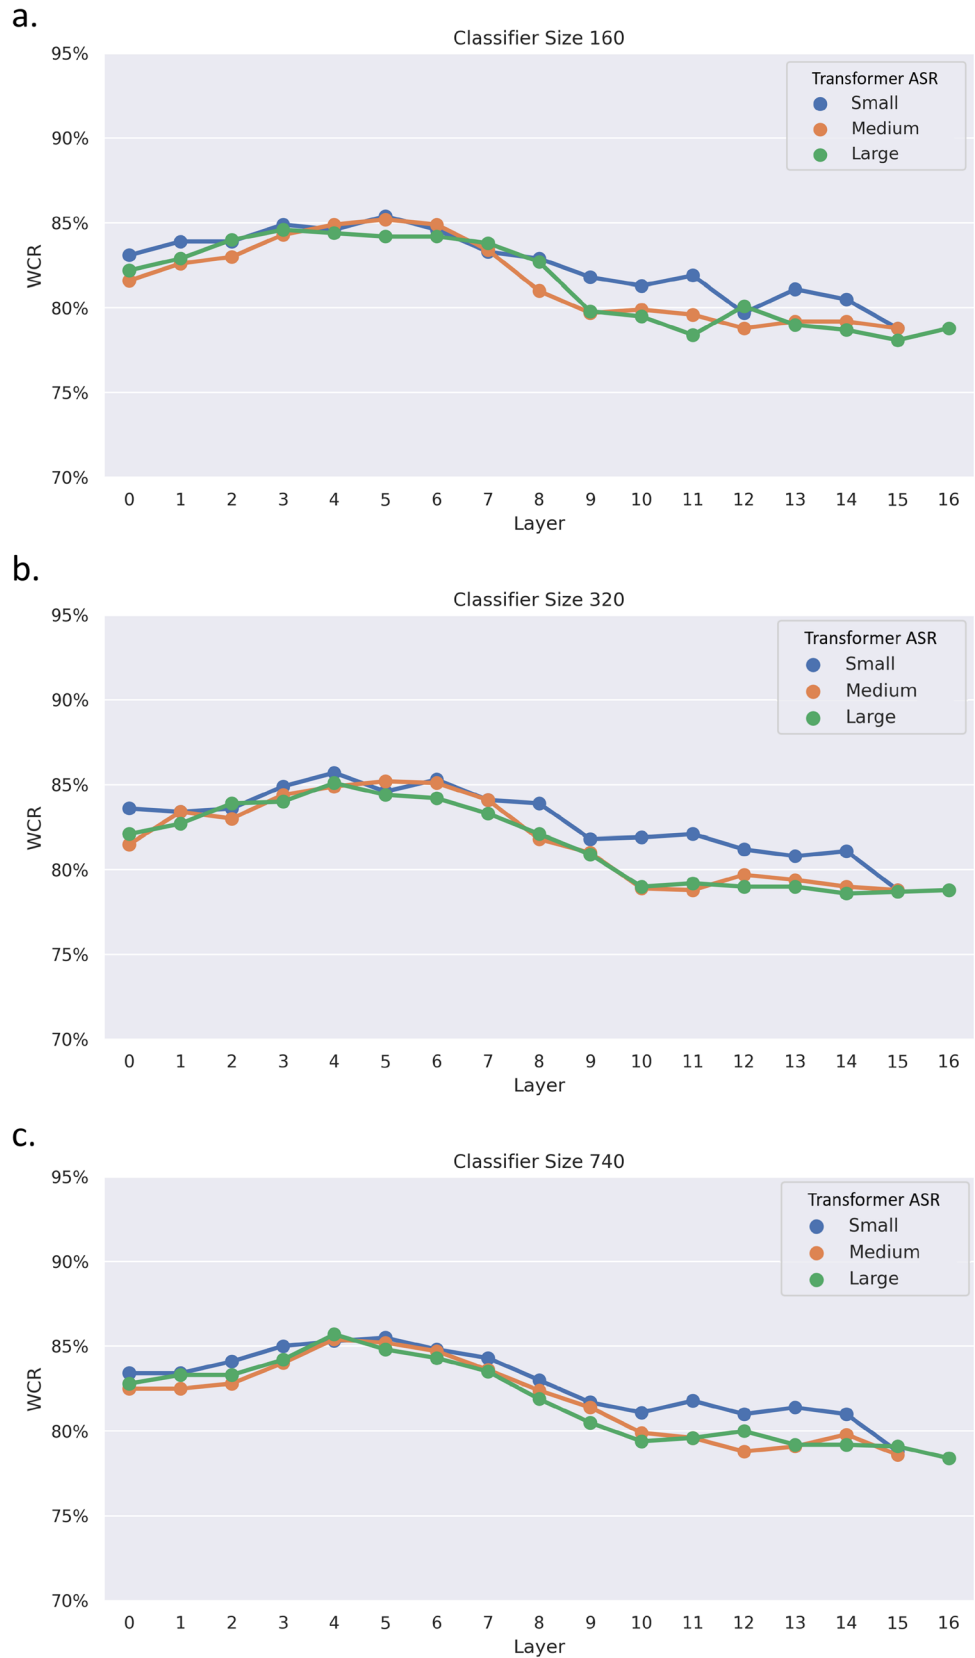 a.
Classifier Size 160
95%
90%
85%
80%
75%
70%
WCR
Transformer ASR
Small
Medium
Large
0 1 2 3 4 5 6 7 8 9 10 11 12 13 14 15 16
Layer
b.
Classifier Size 320
95%
90%
85%
80%
75%
70%
WCR
Transformer ASR
Small
Medium
Large
0 1 2 3 4 5 6 7 8 9 10 11 12 13 14 15 16
Layer
c.
Classifier Size 740
95%
90%
85%
80%
75%
70%
WCR
Transformer ASR
Small
Medium
Large
0 1 2 3 4 5 6 7 8 9 10 11 12 13 14 15 16
Layer